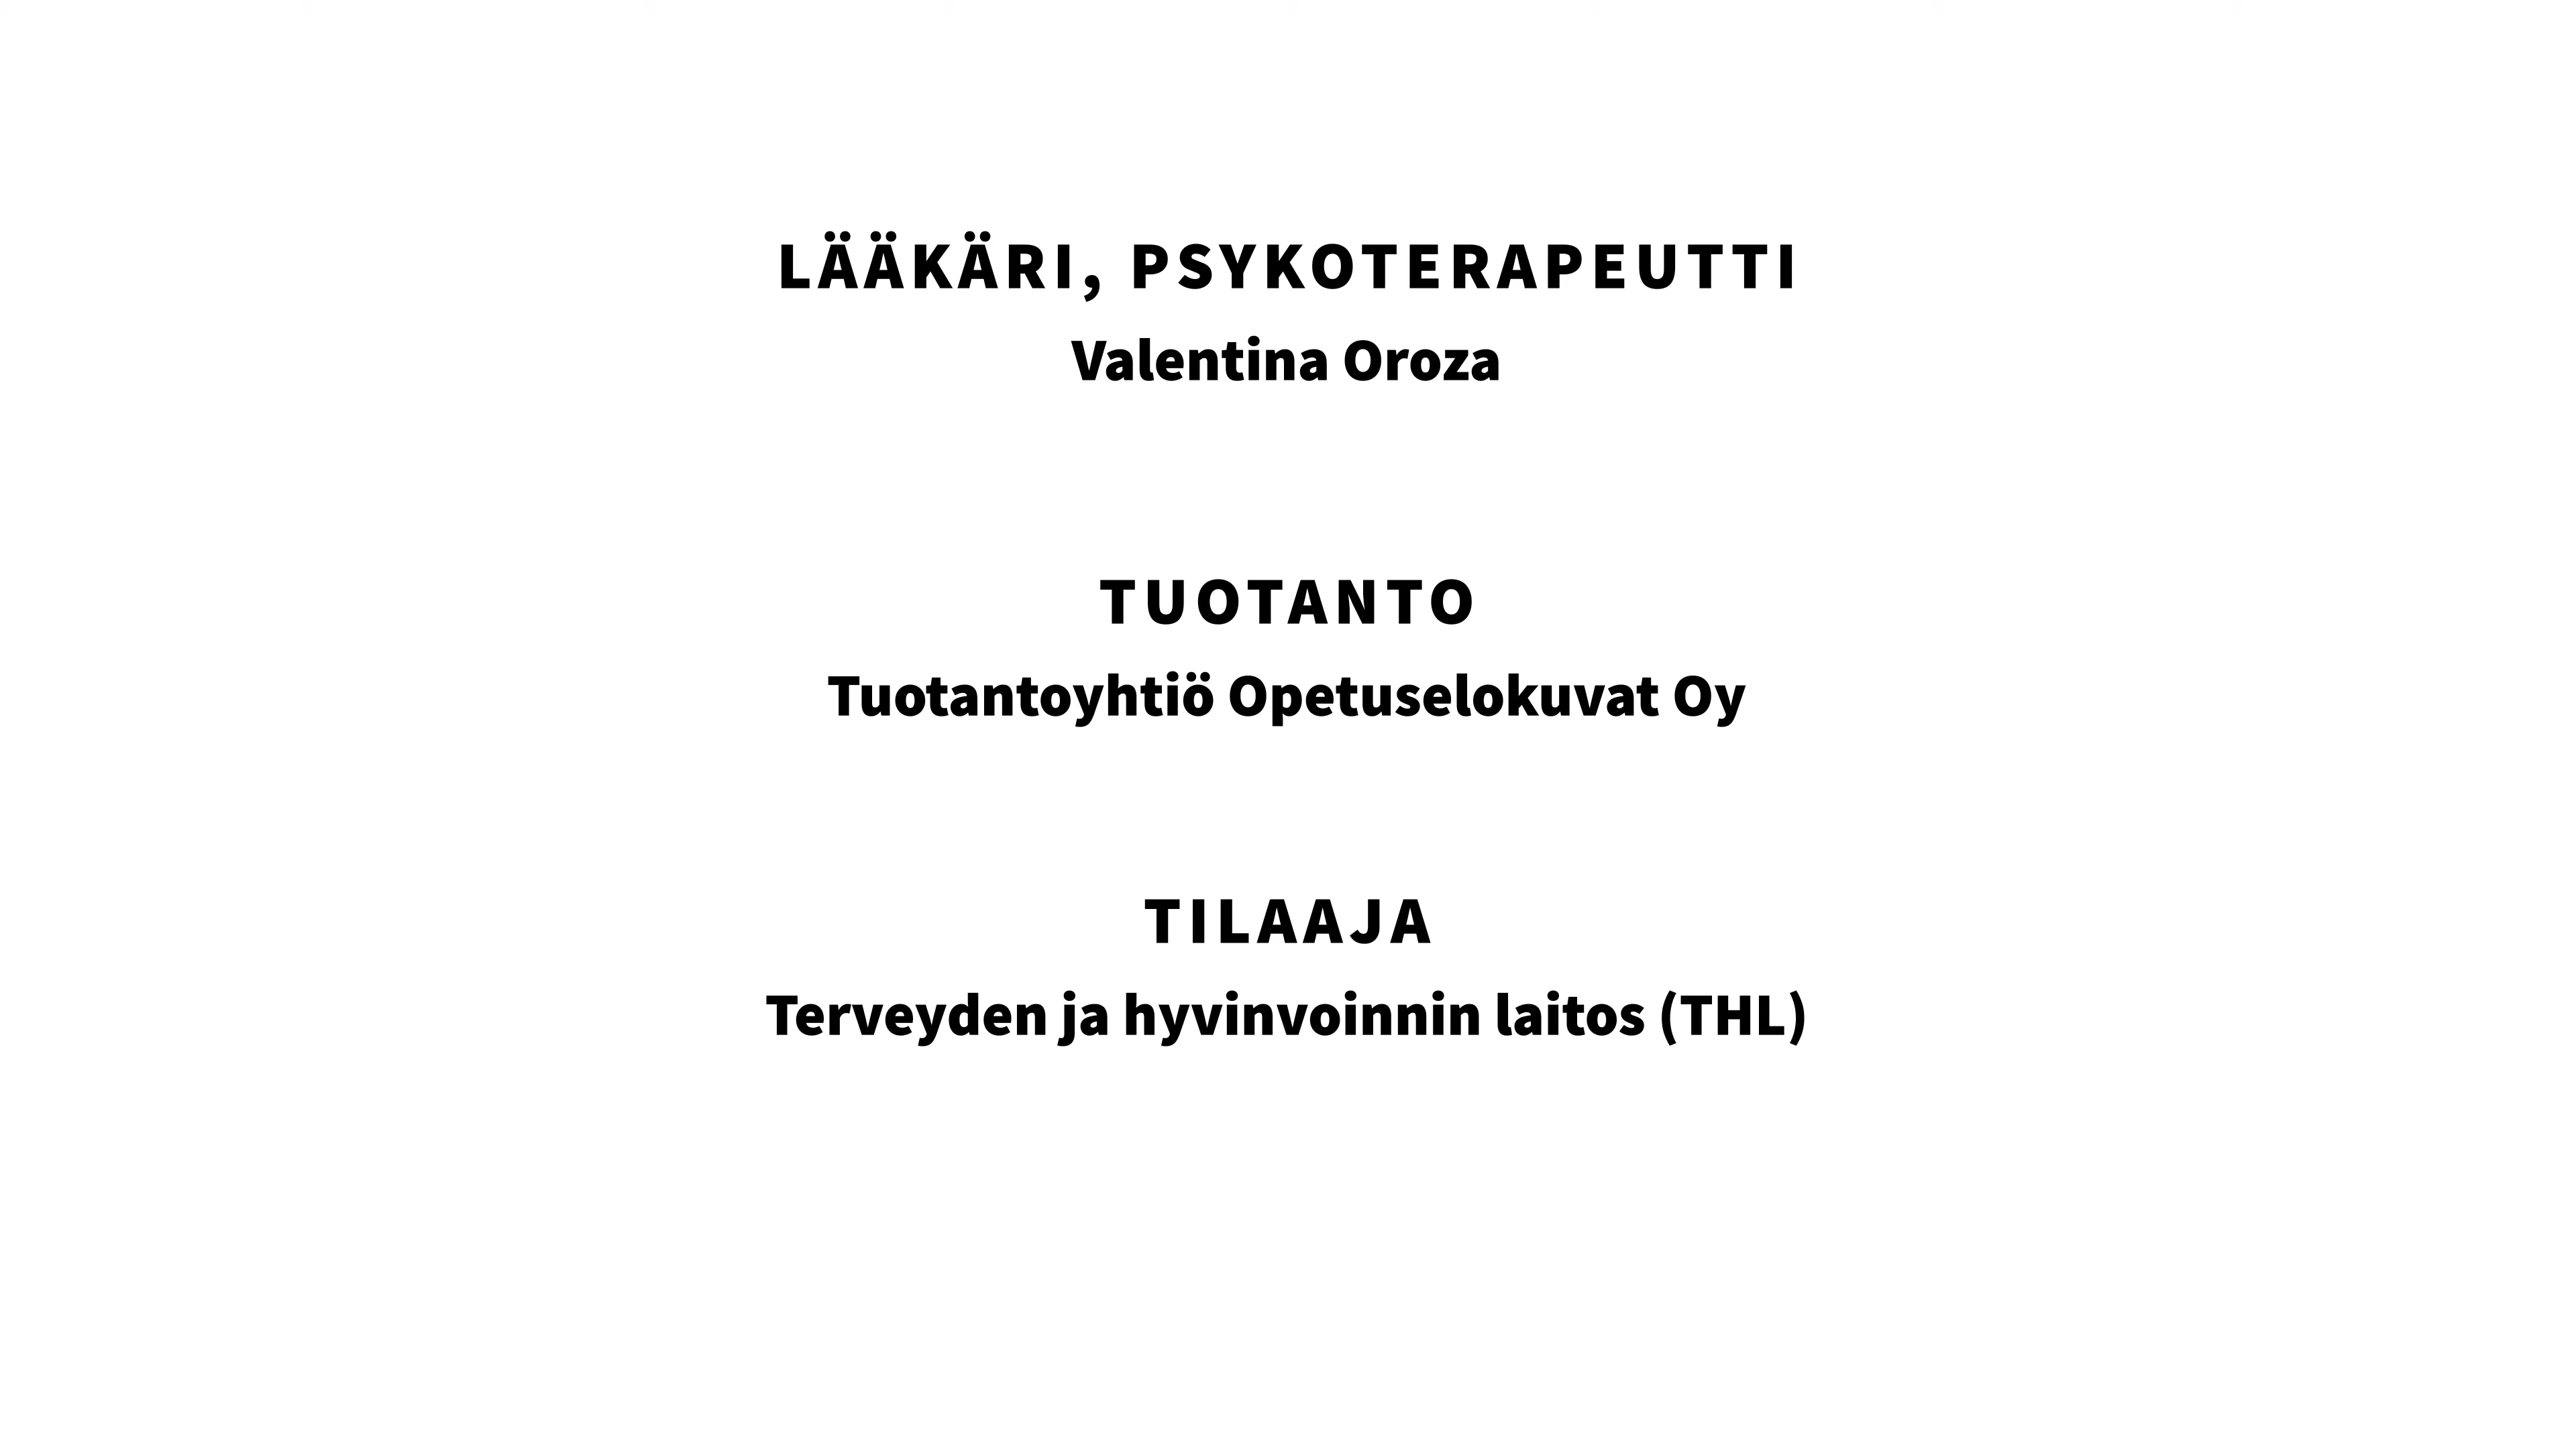 LÄÄKÄRI, PSYKOTERAPEUTTI
Valentina Oroza
TUOTANTO
Tuotantoyhtiö Opetuselokuvat Oy
TILAAJA
Terveyden ja hyvinvoinnin laitos (THL)